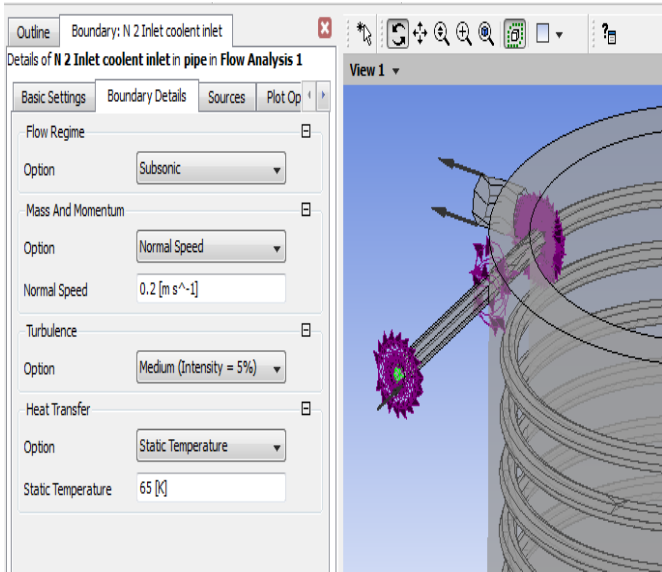 Outline
Boundary: N 2 Inlet coolent inlet
Details of N 2 Inlet coolent inlet in pipe in Flow Analysis 1
Basic Settings
Boundary Details
Sources
Plot Op
Flow Regime
Option
Subsonic
Mass And Momentum
Option
Normal Speed
Normal Speed
0.2 [m s^-1]
Turbulence
Option
Medium (Intensity = 5%)
Heat Transfer
Option
Static Temperature
Static Temperature
65 [K]
View 1